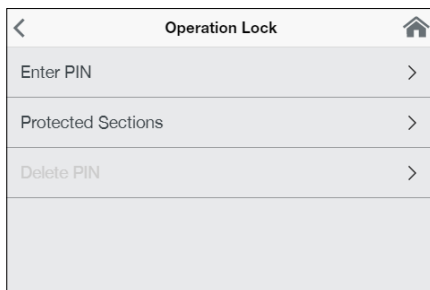 Operation Lock
Enter PIN
Protected Sections
Delete PIN